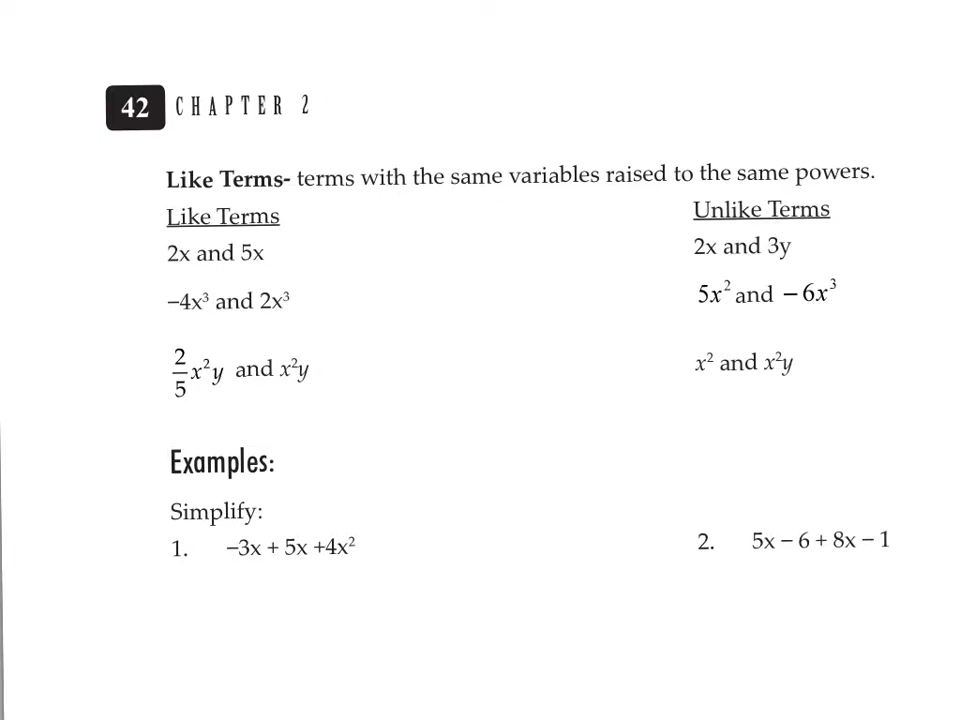 42 CHAPTER 2
Like Terms- terms with the same variables raised to the same powers.
Like Terms
Unlike Terms
2x and 5x
2x and 3y
−4x³ and 2x³
5x² and − 6x³
2/5 x²y and x²y
x² and x²y
Examples:
Simplify:
1. −3x + 5x +4x²
2. 5x − 6 + 8x − 1